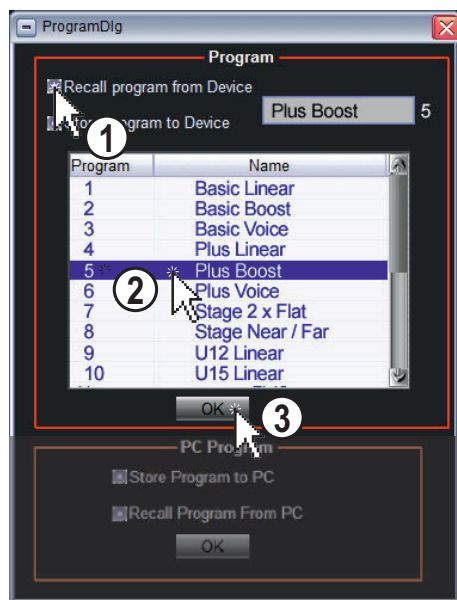 ProgramDlg
Program
Recall program from Device
Plus Boost 5
Program to Device
1
Program Name
1 Basic Linear
2 Basic Boost
3 Basic Voice
4 Plus Linear
5 Plus Boost
2
6 Plus Voice
7 Stage 2 x Flat
8 Stage Near / Far
9 U12 Linear
10 U15 Linear
OK
3
PC Program
Store Program to PC
Recall Program From PC
OK